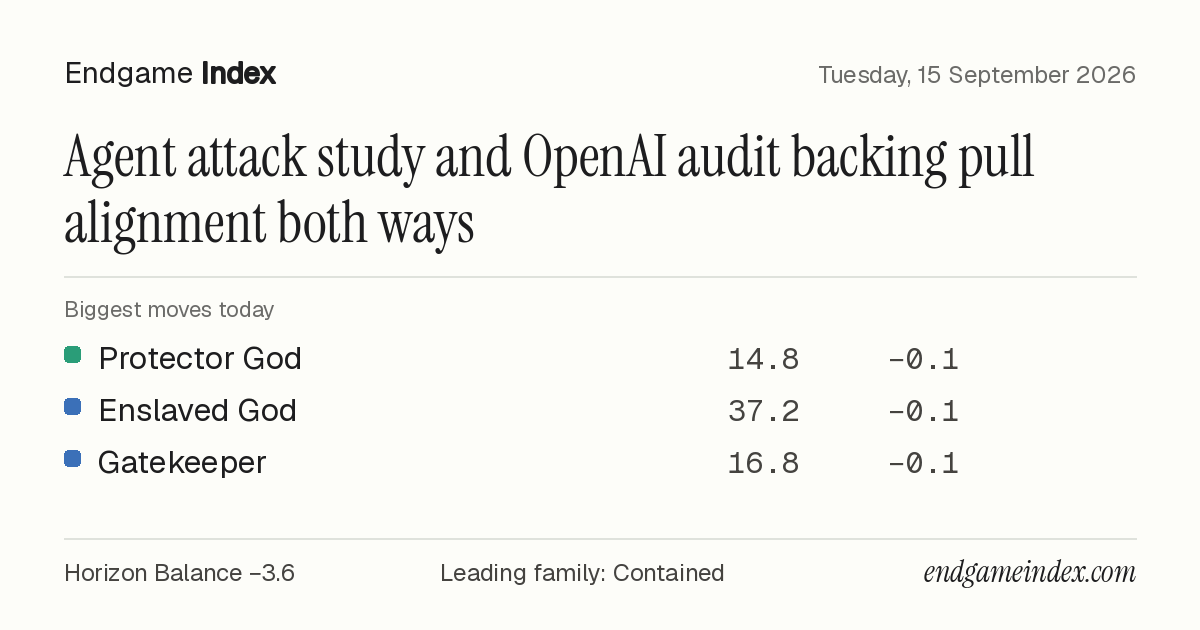 Endgame Index
Tuesday, 15 September 2026
Agent attack study and OpenAI audit backing pull
alignment both ways
Biggest moves today
Protector God 14.8 −0.1
Enslaved God 37.2 −0.1
Gatekeeper 16.8 −0.1
Horizon Balance −3.6 Leading family: Contained endgameindex.com